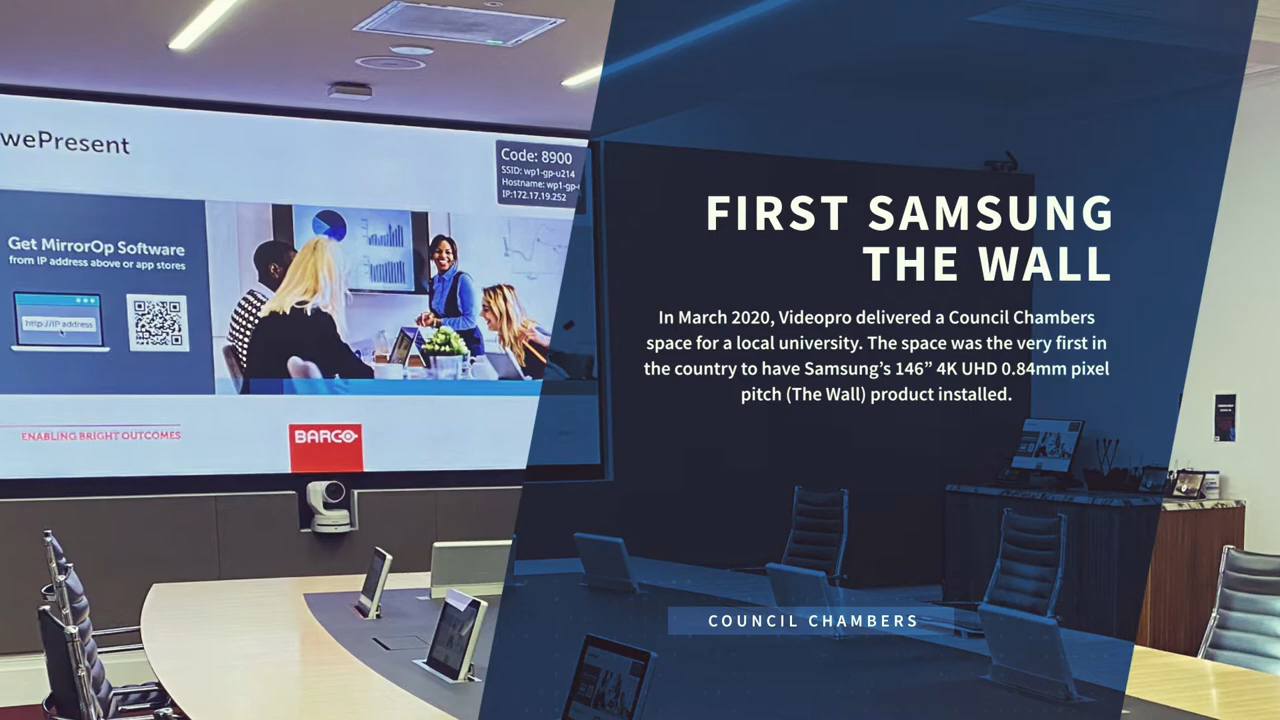 wePresent
Code: 8900
SSID: wp1-gp-u214
Hostname: wp1-gp-
IP:172.17.19.252
Get MirrorOp Software
from IP address above or app stores
http://IP address
ENABLING BRIGHT OUTCOMES
BARCO
FIRST SAMSUNG
THE WALL
In March 2020, Videopro delivered a Council Chambers
space for a local university. The space was the very first in
the country to have Samsung’s 146” 4K UHD 0.84mm pixel
pitch (The Wall) product installed.
COUNCIL CHAMBERS